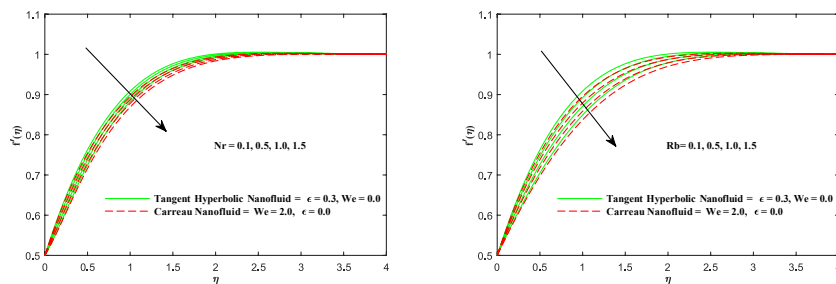 1.1
1
0.9
0.8
0.7
0.6
0.5
f'(η)
Nr = 0.1, 0.5, 1.0, 1.5
Tangent Hyperbolic Nanofluid = ϵ = 0.3, We = 0.0
Carreau Nanofluid = We = 2.0, ϵ = 0.0
0 0.5 1 1.5 2 2.5 3 3.5 4
η
1.1
1
0.9
0.8
0.7
0.6
0.5
f'(η)
Rb= 0.1, 0.5, 1.0, 1.5
Tangent Hyperbolic Nanofluid = ϵ = 0.3, We = 0.0
Carreau Nanofluid = We = 2.0, ϵ = 0.0
0 0.5 1 1.5 2 2.5 3 3.5
η